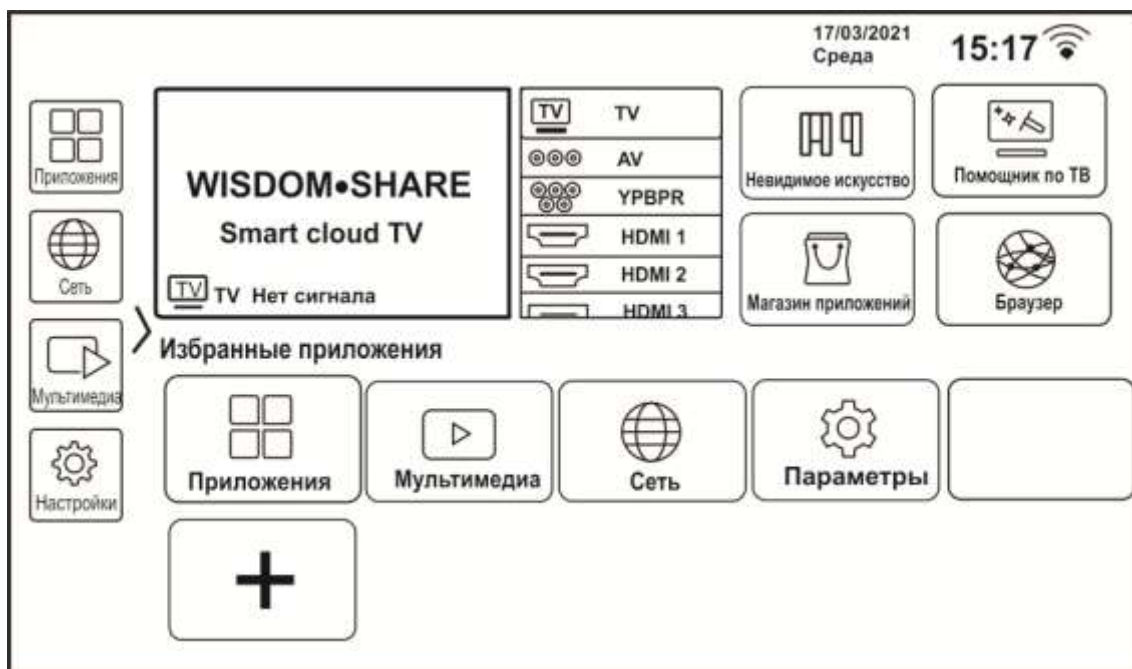 17/03/2021
Среда
15:17
Приложения
Сеть
Мультимедиа
Настройки
WISDOM●SHARE
Smart cloud TV
TV TV Нет сигнала
TV TV
AV
YPBPR
HDMI 1
HDMI 2
HDMI 3
Невидимое искусство
Помощник по ТВ
Магазин приложений
Браузер
Избранные приложения
Приложения
Мультимедиа
Сеть
Параметры